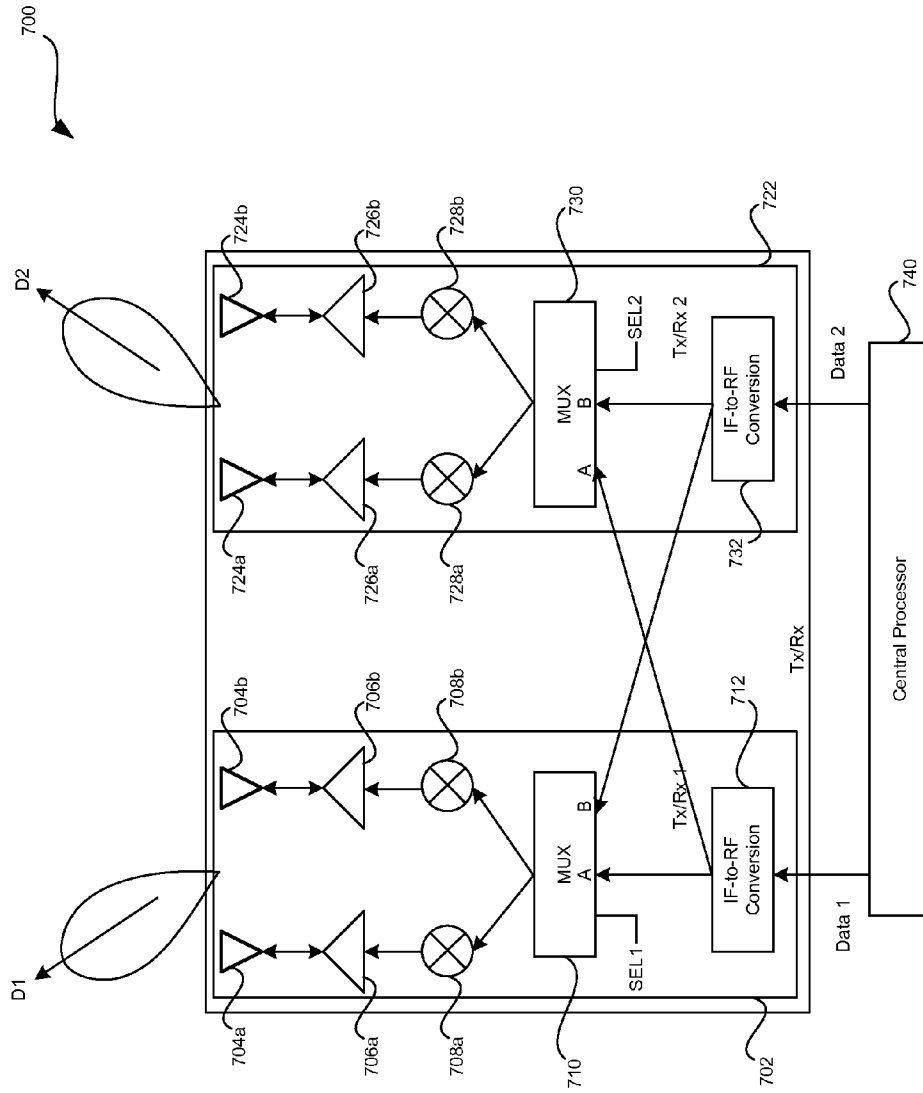 700
D1
D2
704a
704b
724a
724b
706a
706b
726a
726b
708a
708b
728a
728b
710
MUX
A
B
SEL1
730
MUX
A
B
SEL2
Tx/Rx 1
Tx/Rx 2
702
712
IF-to-RF
Conversion
732
IF-to-RF
Conversion
722
Tx/Rx
Data 1
Data 2
740
Central Processor